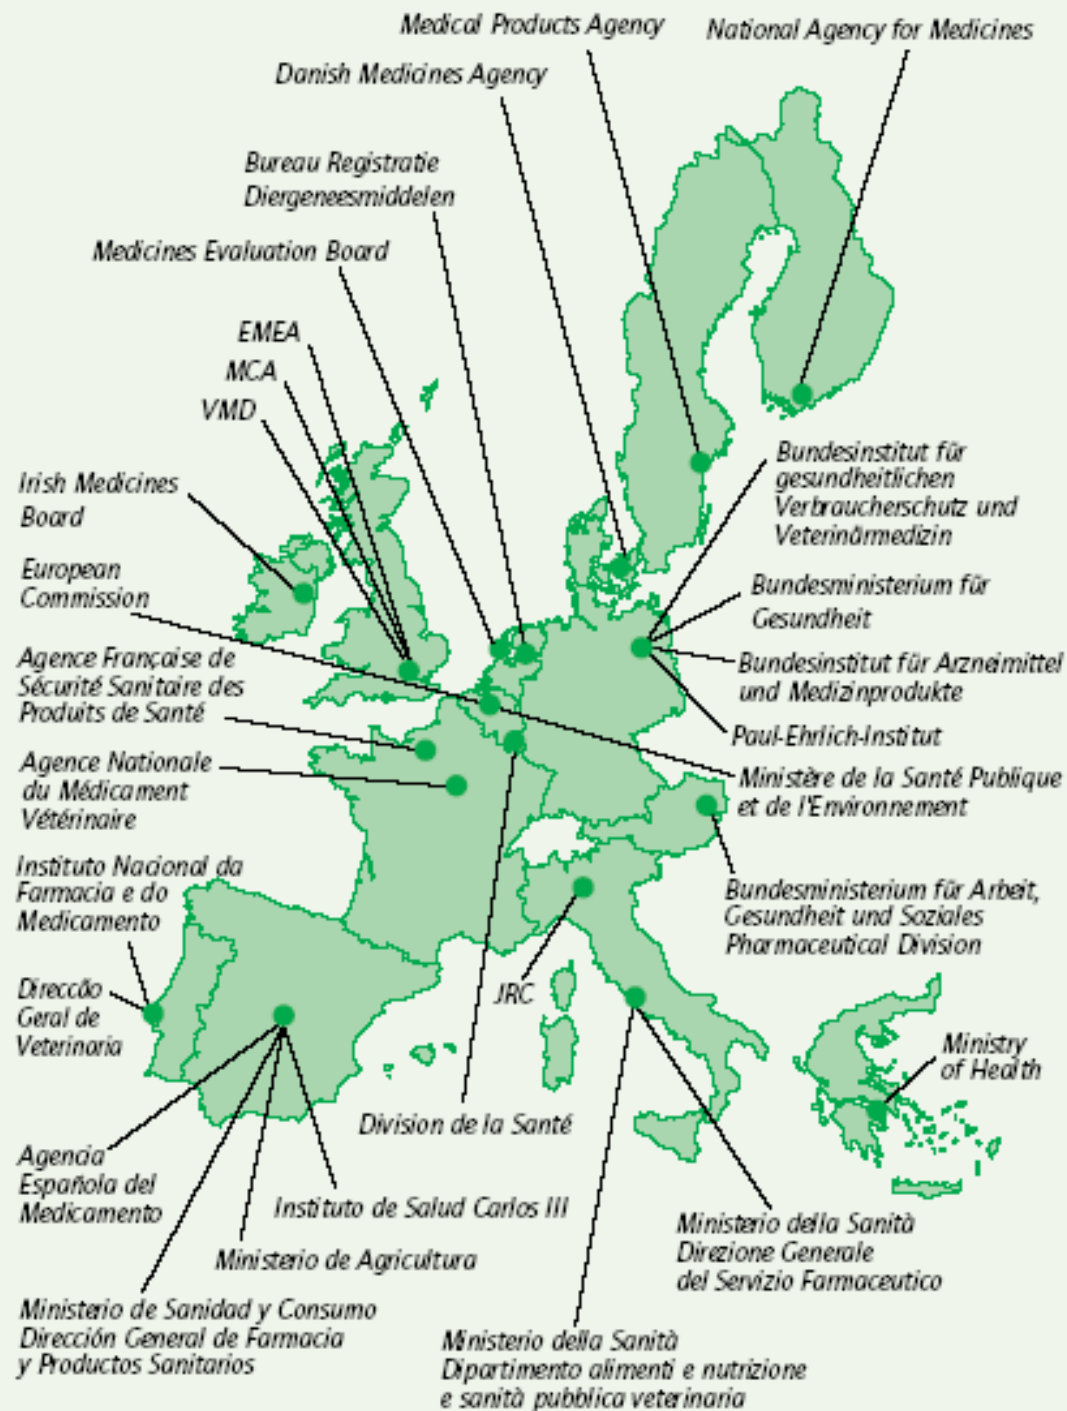 Medical Products Agency
National Agency for Medicines
Danish Medicines Agency
Bureau Registratie
Diergeneesmiddelen
Medicines Evaluation Board
EMEA
MCA
VMD
Irish Medicines
Board
European
Commission
Agence Française de
Sécurité Sanitaire des
Produits de Santé
Agence Nationale
du Médicament
Vétérinaire
Instituto Nacional da
Farmacia e do
Medicamento
Direccão
Geral de
Veterinaria
Agencia
Española del
Medicamento
Ministerio de Sanidad y Consumo
Dirección General de Farmacia
y Productos Sanitarios
Ministerio de Agricultura
Instituto de Salud Carlos III
Division de la Santé
JRC
Ministerio della Sanità
Dipartimento alimenti e nutrizione
e sanità pubblica veterinaria
Ministerio della Sanità
Direzione Generale
del Servizio Farmaceutico
Ministry
of Health
Bundesministerium für Arbeit,
Gesundheit und Soziales
Pharmaceutical Division
Ministère de la Santé Publique
et de l'Environnement
Paul-Ehrlich-Institut
Bundesinstitut für Arzneimittel
und Medizinprodukte
Bundesministerium für
Gesundheit
Bundesinstitut für
gesundheitlichen
Verbraucherschutz und
Veterinärmedizin